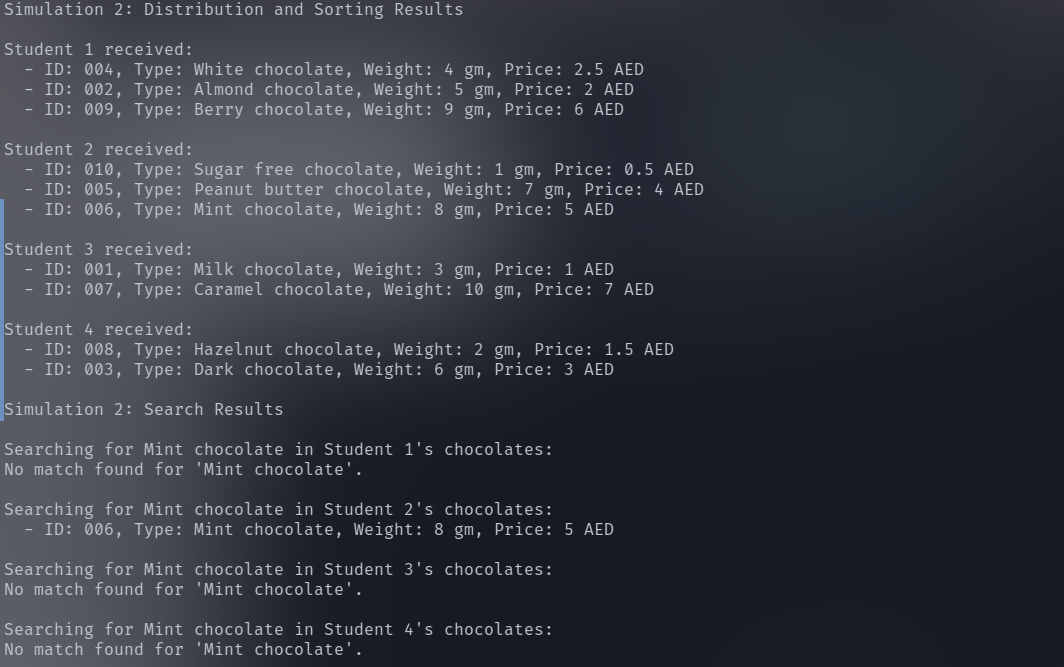 Simulation 2: Distribution and Sorting Results
Student 1 received:
- ID: 004, Type: White chocolate, Weight: 4 gm, Price: 2.5 AED
- ID: 002, Type: Almond chocolate, Weight: 5 gm, Price: 2 AED
- ID: 009, Type: Berry chocolate, Weight: 9 gm, Price: 6 AED
Student 2 received:
- ID: 010, Type: Sugar free chocolate, Weight: 1 gm, Price: 0.5 AED
- ID: 005, Type: Peanut butter chocolate, Weight: 7 gm, Price: 4 AED
- ID: 006, Type: Mint chocolate, Weight: 8 gm, Price: 5 AED
Student 3 received:
- ID: 001, Type: Milk chocolate, Weight: 3 gm, Price: 1 AED
- ID: 007, Type: Caramel chocolate, Weight: 10 gm, Price: 7 AED
Student 4 received:
- ID: 008, Type: Hazelnut chocolate, Weight: 2 gm, Price: 1.5 AED
- ID: 003, Type: Dark chocolate, Weight: 6 gm, Price: 3 AED
Simulation 2: Search Results
Searching for Mint chocolate in Student 1's chocolates:
No match found for 'Mint chocolate'.
Searching for Mint chocolate in Student 2's chocolates:
- ID: 006, Type: Mint chocolate, Weight: 8 gm, Price: 5 AED
Searching for Mint chocolate in Student 3's chocolates:
No match found for 'Mint chocolate'.
Searching for Mint chocolate in Student 4's chocolates:
No match found for 'Mint chocolate'.